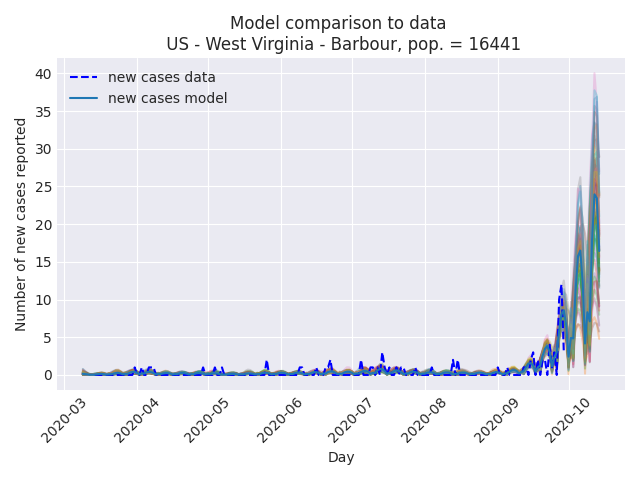 Model comparison to data
US - West Virginia - Barbour, pop. = 16441
new cases data
new cases model
Number of new cases reported
40
35
30
25
20
15
10
5
0
2020-03
2020-04
2020-05
2020-06
2020-07
2020-08
2020-09
2020-10
Day